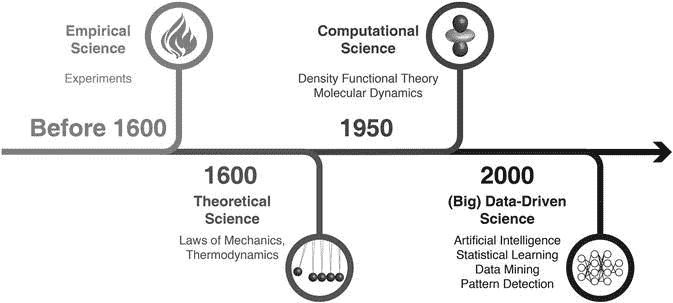 Empirical
Science
Experiments
Before 1600
1600
Theoretical
Science
Laws of Mechanics,
Thermodynamics
Computational
Science
Density Functional Theory
Molecular Dynamics
1950
2000
(Big) Data-Driven
Science
Artificial Intelligence
Statistical Learning
Data Mining
Pattern Detection